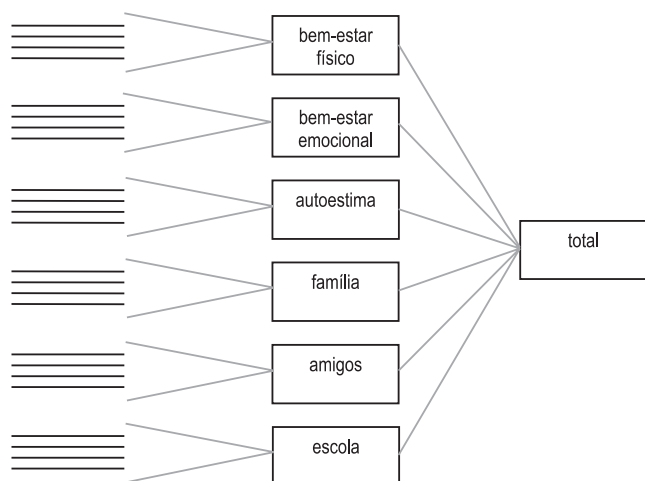 bem-estar
físico
bem-estar
emocional
autoestima
total
família
amigos
escola